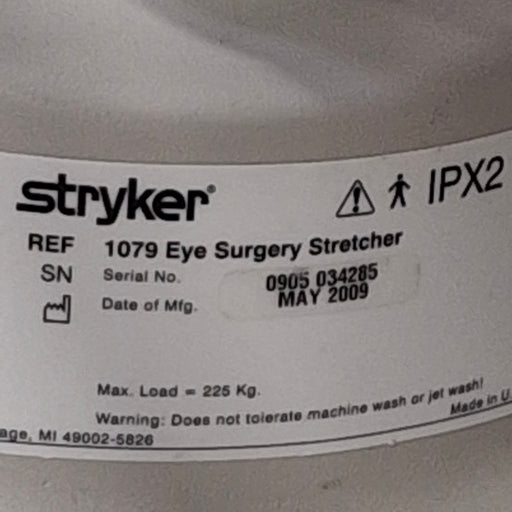 stryker®
IPX2
REF 1079 Eye Surgery Stretcher
SN Serial No. 0905 034285
Date of Mfg. MAY 2009
Max. Load = 225 Kg.
Warning: Does not tolerate machine wash or jet wash!
Made in U.
age, MI 49002-5826